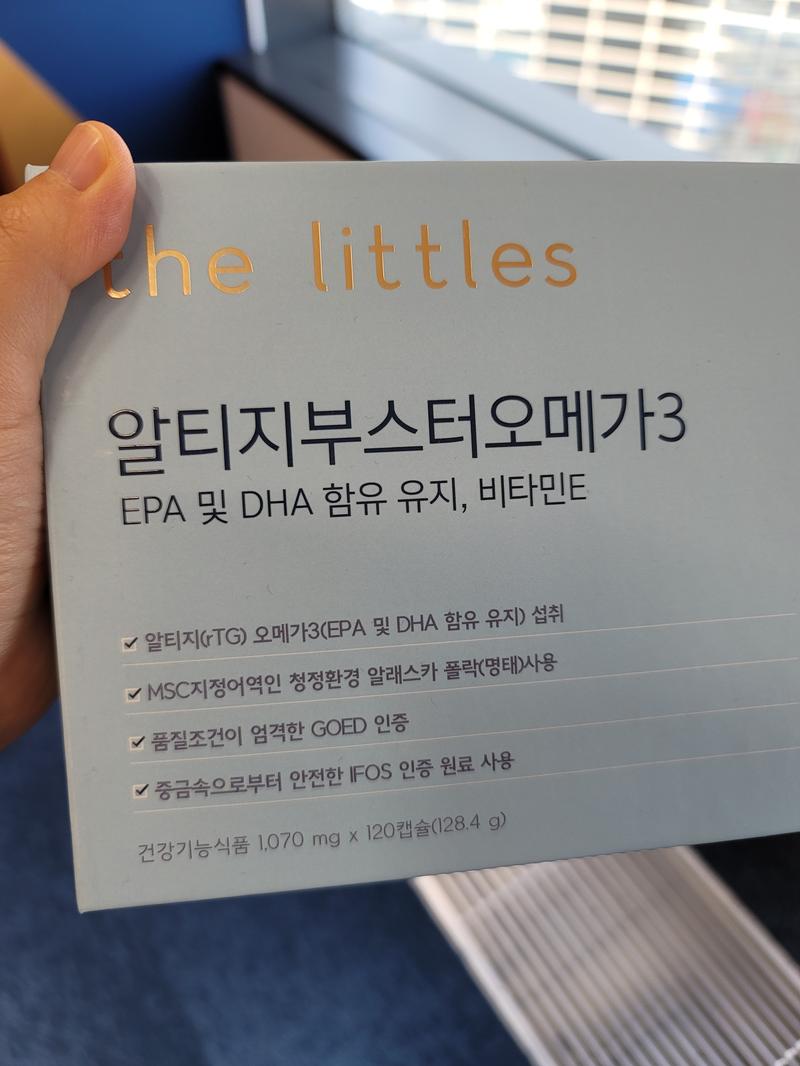 the littles
알티지부스터오메가3
EPA 및 DHA 함유 유지, 비타민E
알티지(rTG) 오메가3(EPA 및 DHA 함유 유지) 섭취
MSC지정어역인 청정환경 알래스카 폴락(명태)사용
품질조건이 엄격한 GOED 인증
중금속으로부터 안전한 IFOS 인증 원료 사용
건강기능식품 1,070 mg x 120캡슐(128.4 g)